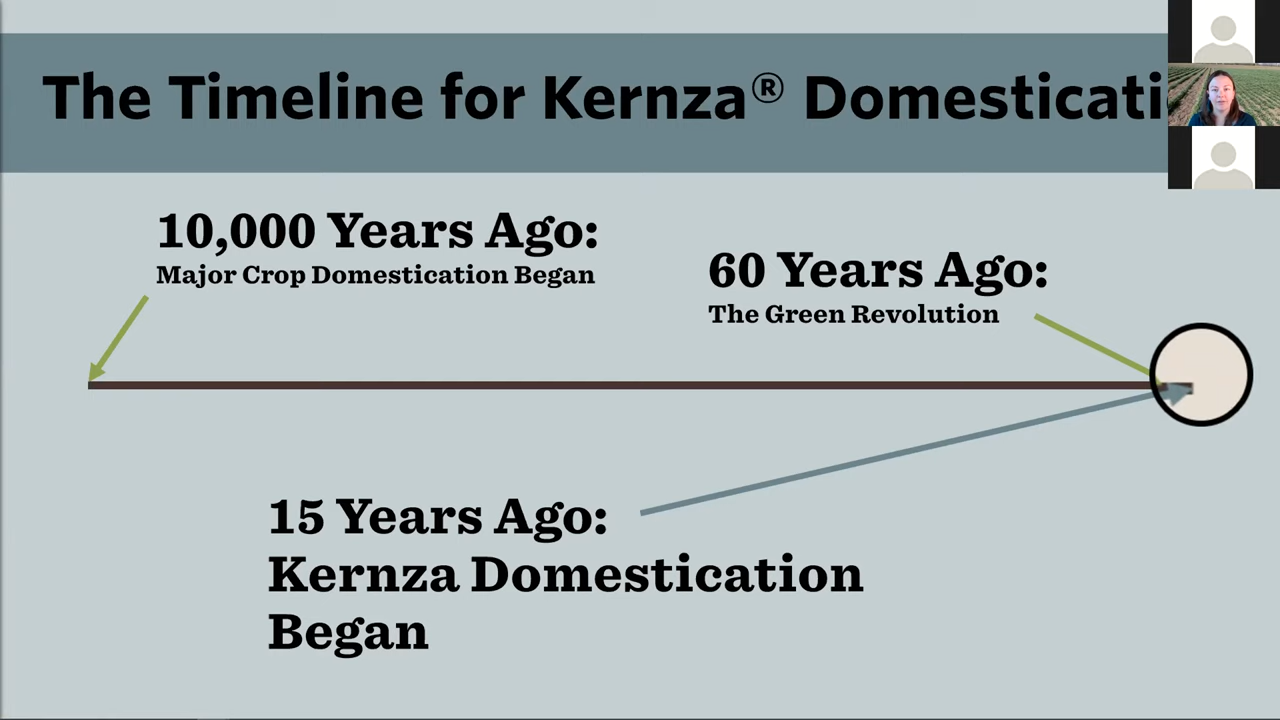 The Timeline for Kernza® Domesticati
10,000 Years Ago:
Major Crop Domestication Began
60 Years Ago:
The Green Revolution
15 Years Ago:
Kernza Domestication
Began